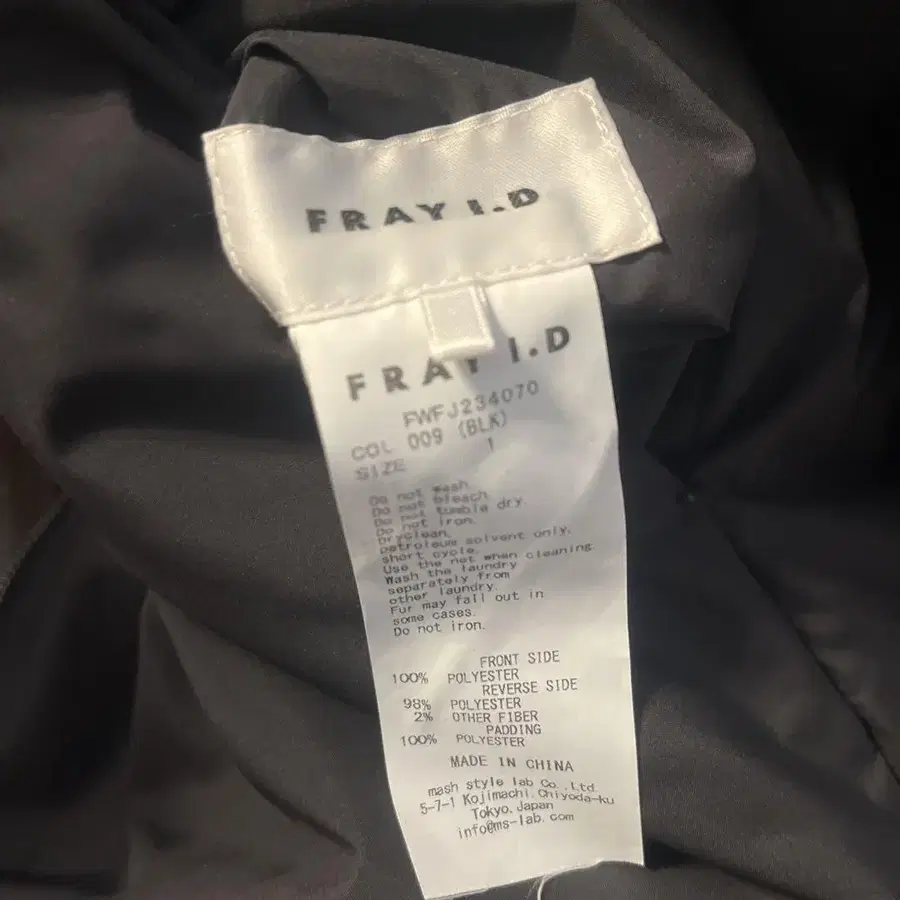 FRAY I.D
FRAY I.D
FWFJ234070
COL 009 (BLK)
SIZE 1
Do not wash.
Do not bleach.
Do not tumble dry.
Do not iron.
Dryclean.
petroleum solvent only.
short cycle.
Use the net when cleaning.
Wash the laundry
separately from
other laundry.
Fur may fall out in
some cases.
Do not iron.
FRONT SIDE
100% POLYESTER
REVERSE SIDE
98% POLYESTER
2% OTHER FIBER
PADDING
100% POLYESTER
MADE IN CHINA
mash style lab Co.,Ltd.
5-7-1 Kojimachi.Chiyoda-ku
Tokyo.Japan
info@ms-lab.com